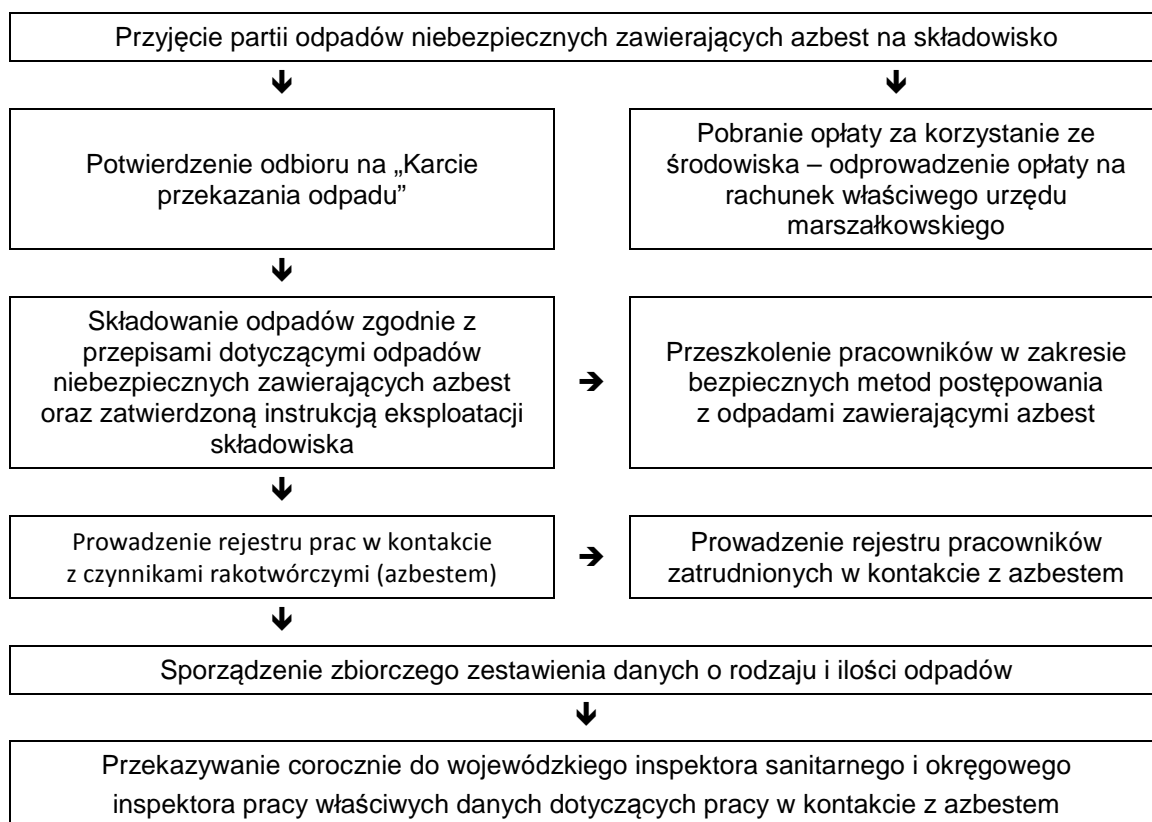 Przyjęcie partii odpadów niebezpiecznych zawierających azbest na składowisko
Potwierdzenie odbioru na „Karcie
przekazania odpadu”
Pobranie opłaty za korzystanie ze
środowiska – odprowadzenie opłaty na
rachunek właściwego urzędu
marszałkowskiego
Składowanie odpadów zgodnie z
przepisami dotyczącymi odpadów
niebezpiecznych zawierających azbest
oraz zatwierdzoną instrukcją eksploatacji
składowiska
Przeszkolenie pracowników w zakresie
bezpiecznych metod postępowania
z odpadami zawierającymi azbest
Prowadzenie rejestru prac w kontakcie
z czynnikami rakotwórczymi (azbestem)
Prowadzenie rejestru pracowników
zatrudnionych w kontakcie z azbestem
Sporządzenie zbiorczego zestawienia danych o rodzaju i ilości odpadów
Przekazywanie corocznie do wojewódzkiego inspektora sanitarnego i okręgowego
inspektora pracy właściwych danych dotyczących pracy w kontakcie z azbestem